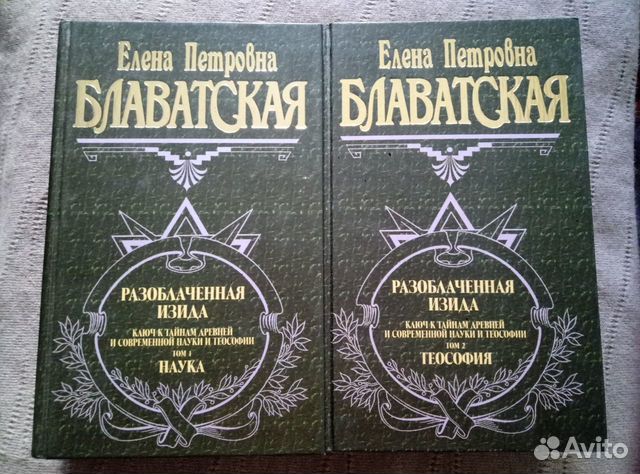 Елена Петровна
БЛАВАТСКАЯ
РАЗОБЛАЧЕННАЯ
ИЗИДА
КЛЮЧ К ТАЙНАМ ДРЕВНЕЙ
И СОВРЕМЕННОЙ НАУКИ И ТЕОСОФИИ
ТОМ 1
НАУКА
Елена Петровна
БЛАВАТСКАЯ
РАЗОБЛАЧЕННАЯ
ИЗИДА
КЛЮЧ К ТАЙНАМ ДРЕВНЕЙ
И СОВРЕМЕННОЙ НАУКИ И ТЕОСОФИИ
ТОМ 2
ТЕОСОФИЯ
Avito